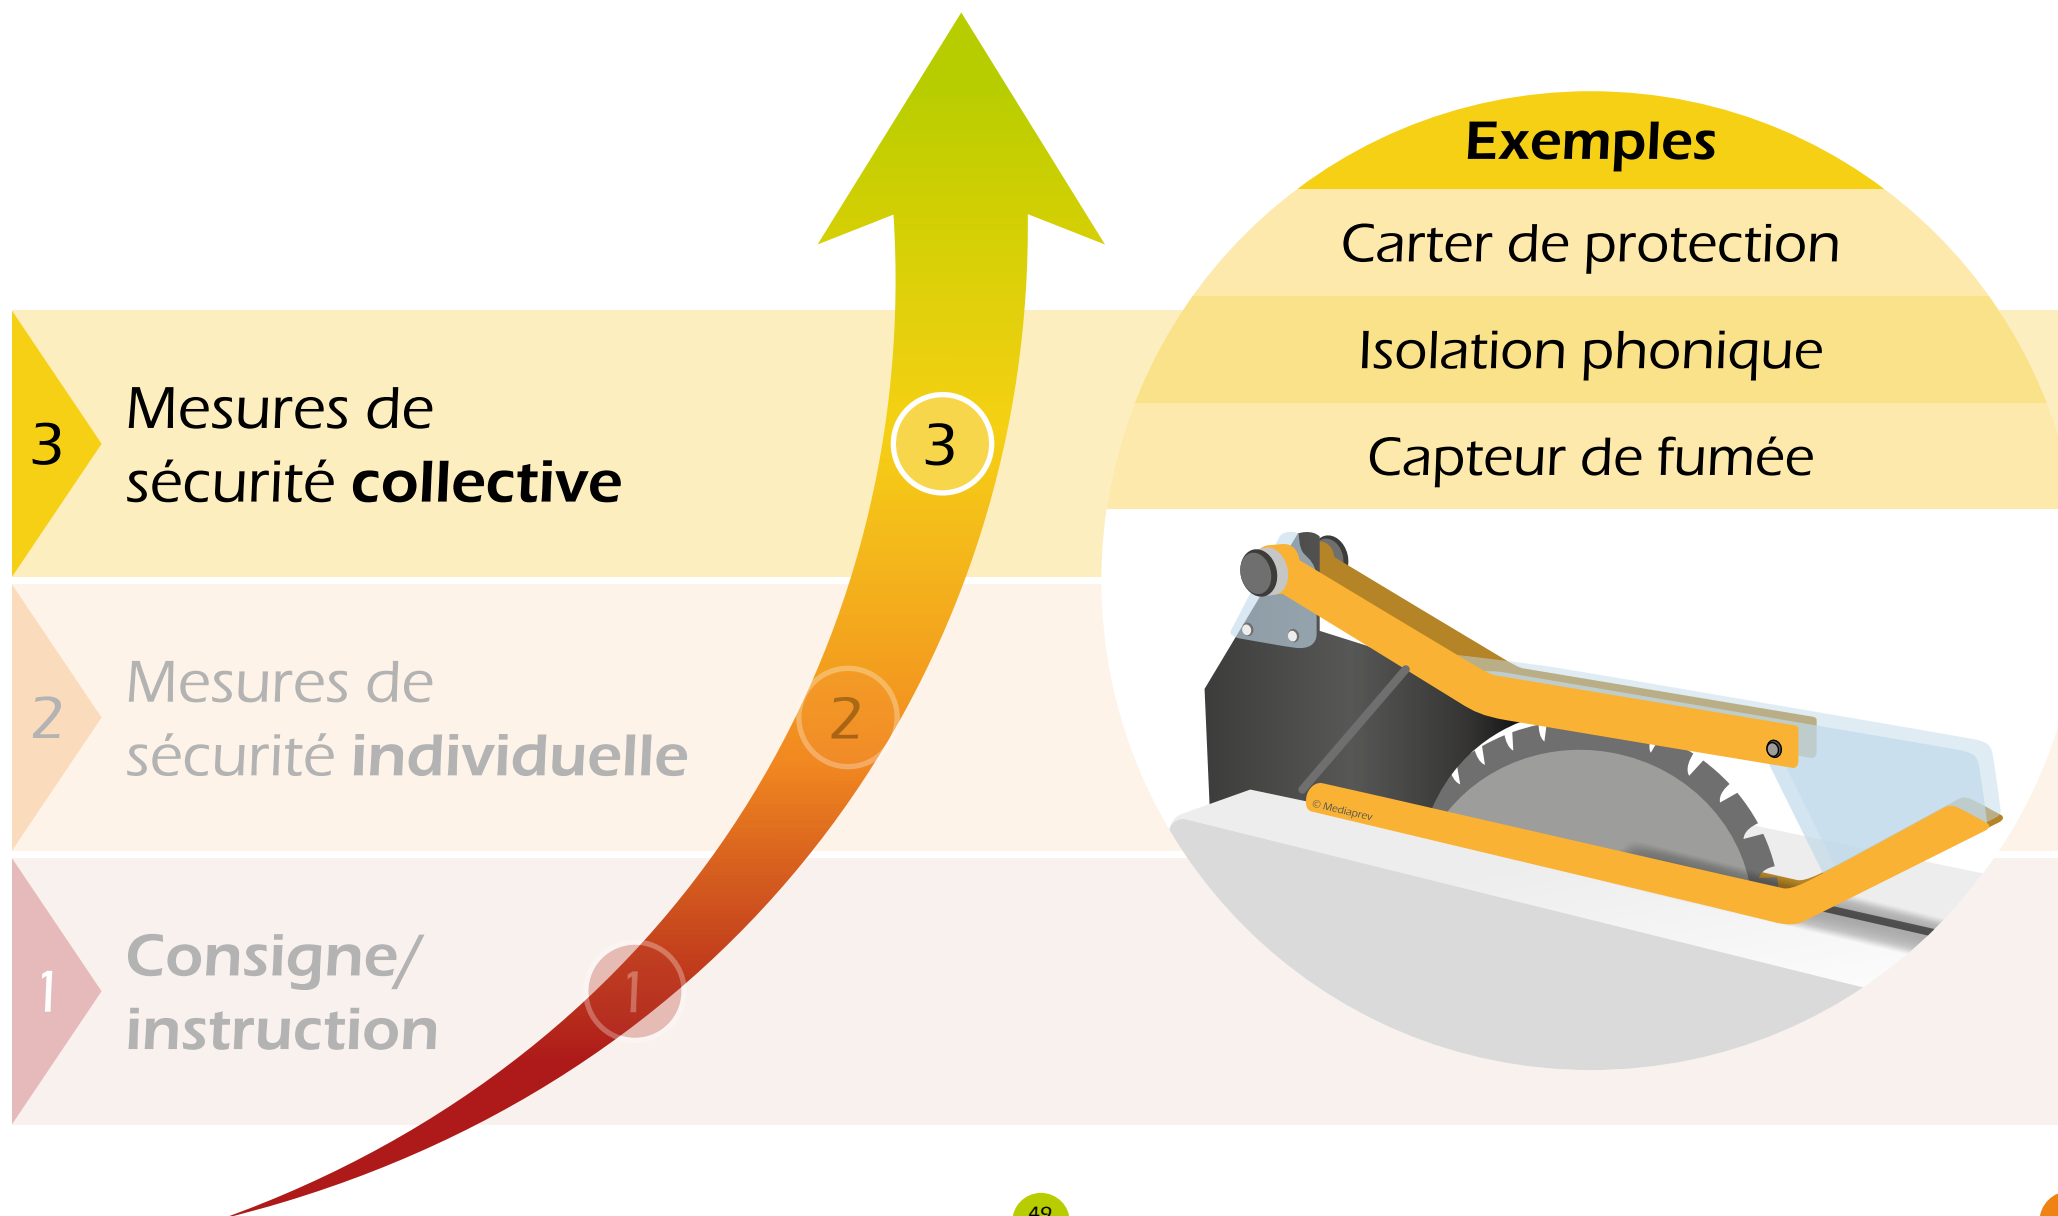 Exemples
Carter de protection
Isolation phonique
Capteur de fumée
3
Mesures de
sécurité collective
3
2
Mesures de
sécurité individuelle
2
1
Consigne/
instruction
1
© Mediaprev
49